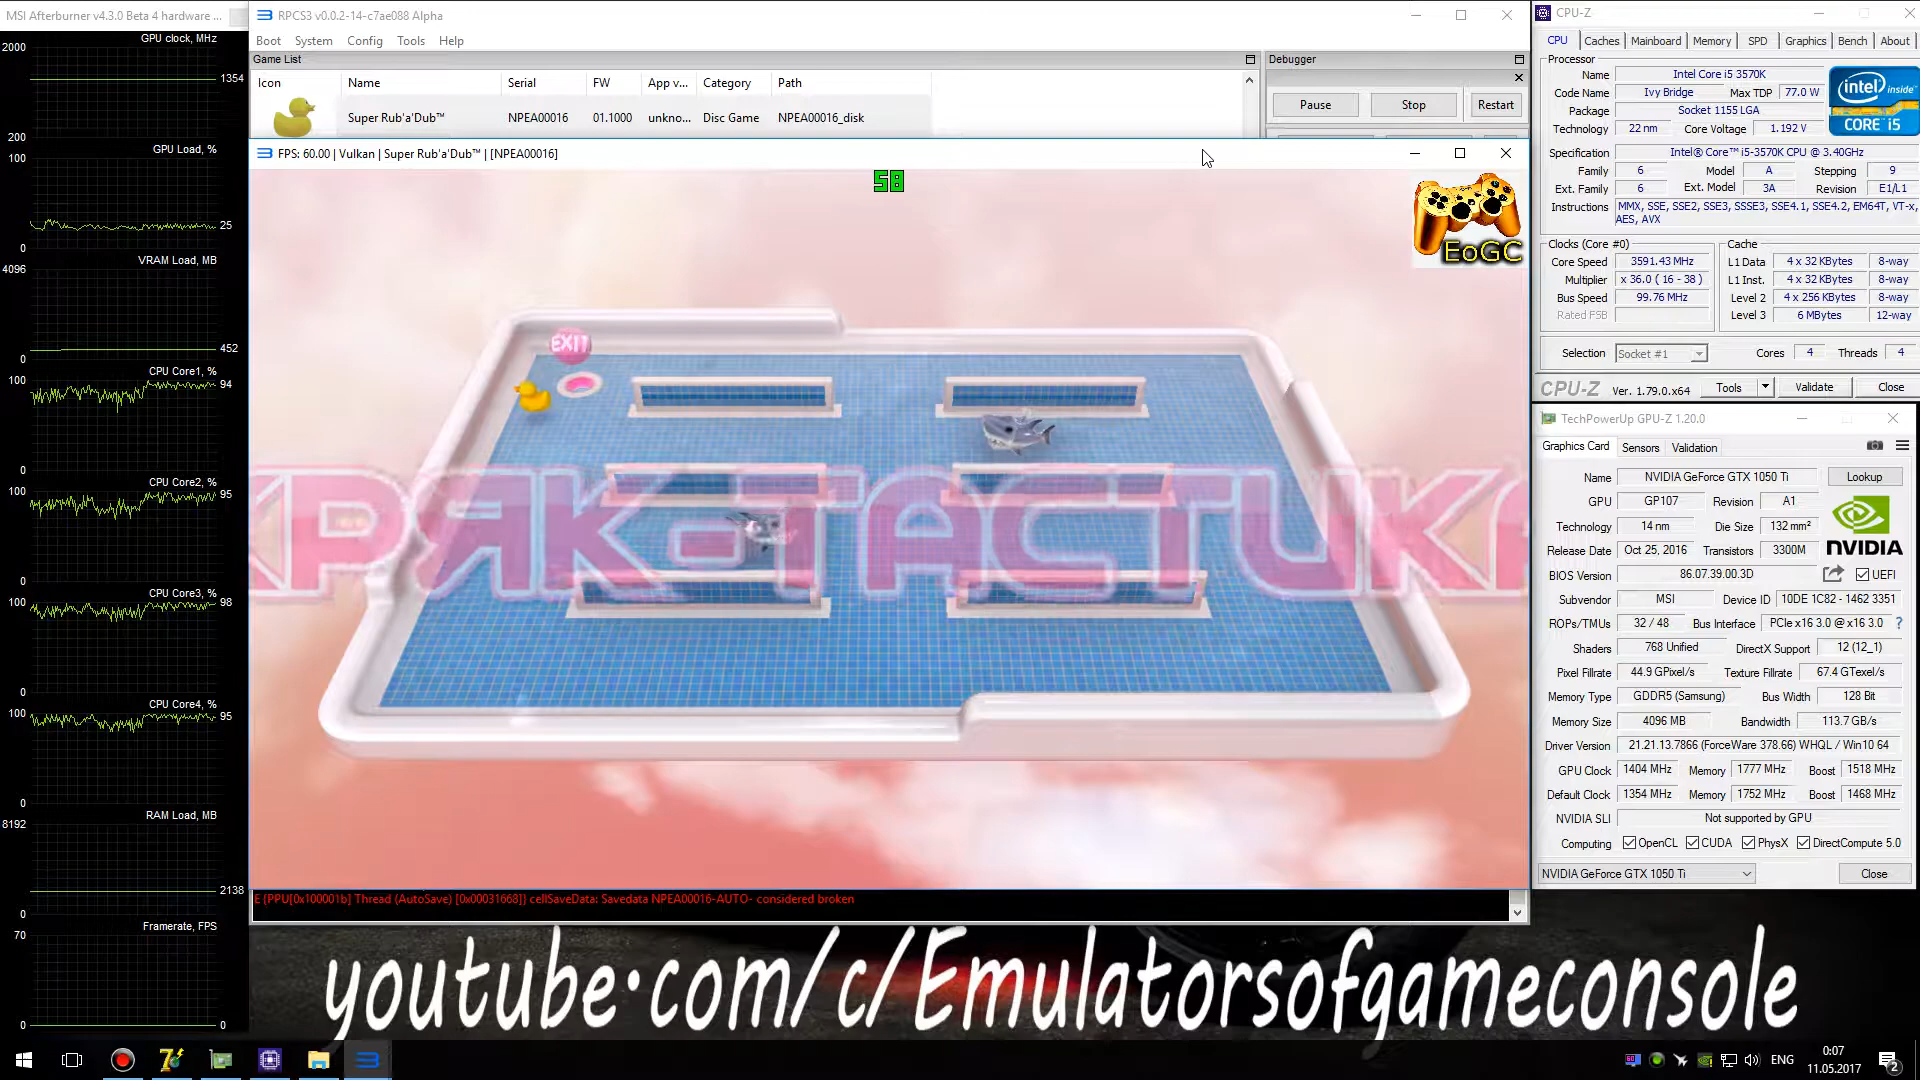 MSI Afterburner v4.3.0 Beta 4 hardware ...
GPU clock, MHz
2000
1354
200
GPU Load, %
100
25
0
VRAM Load, MB
4096
452
0
CPU Core1, %
100
94
0
CPU Core2, %
100
95
0
CPU Core3, %
100
98
0
CPU Core4, %
100
95
0
RAM Load, MB
8192
2138
0
Framerate, FPS
70
0
0
RPCS3 v0.0.2-14-c7ae088 Alpha
Boot System Config Tools Help
Game List
Icon Name Serial FW App v... Category Path
Super Rub'a'Dub™ NPEA00016 01.1000 unkno... Disc Game NPEA00016_disk
Debugger
Pause Stop Restart
FPS: 60.00 | Vulkan | Super Rub'a'Dub™ | [NPEA00016]
58
EoGC
EXIT
КРЯК-ТАСТИКА
E {PPU[0x100001b] Thread (AutoSave) [0x00031668]} cellSaveData: Savedata NPEA00016-AUTO- considered broken
youtube.com/c/Emulatorsofgameconsole
CPU-Z
CPU Caches Mainboard Memory SPD Graphics Bench About
Processor
Name Intel Core i5 3570K
Code Name Ivy Bridge Max TDP 77.0 W
Package Socket 1155 LGA
Technology 22 nm Core Voltage 1.192 V
intel inside™
CORE i5
Specification Intel® Core™ i5-3570K CPU @ 3.40GHz
Family 6 Model A Stepping 9
Ext. Family 6 Ext. Model 3A Revision E1/L1
Instructions MMX, SSE, SSE2, SSE3, SSSE3, SSE4.1, SSE4.2, EM64T, VT-x,
AES, AVX
Clocks (Core #0)
Core Speed 3591.43 MHz
Multiplier x 36.0 ( 16 - 38 )
Bus Speed 99.76 MHz
Rated FSB
Cache
L1 Data 4 x 32 KBytes 8-way
L1 Inst. 4 x 32 KBytes 8-way
Level 2 4 x 256 KBytes 8-way
Level 3 6 MBytes 12-way
Selection Socket #1 Cores 4 Threads 4
CPU-Z Ver. 1.79.0.x64 Tools Validate Close
TechPowerUp GPU-Z 1.20.0
Graphics Card Sensors Validation
Name NVIDIA GeForce GTX 1050 Ti Lookup
GPU GP107 Revision A1
Technology 14 nm Die Size 132 mm²
Release Date Oct 25, 2016 Transistors 3300M
NVIDIA
BIOS Version 86.07.39.00.3D UEFI
Subvendor MSI Device ID 10DE 1C82 - 1462 3351
ROPs/TMUs 32 / 48 Bus Interface PCIe x16 3.0 @ x16 3.0 ?
Shaders 768 Unified DirectX Support 12 (12_1)
Pixel Fillrate 44.9 GPixel/s Texture Fillrate 67.4 GTexel/s
Memory Type GDDR5 (Samsung) Bus Width 128 Bit
Memory Size 4096 MB Bandwidth 113.7 GB/s
Driver Version 21.21.13.7866 (ForceWare 378.66) WHQL / Win10 64
GPU Clock 1404 MHz Memory 1777 MHz Boost 1518 MHz
Default Clock 1354 MHz Memory 1752 MHz Boost 1468 MHz
NVIDIA SLI Not supported by GPU
Computing OpenCL CUDA PhysX DirectCompute 5.0
NVIDIA GeForce GTX 1050 Ti Close
ENG
0:07
11.05.2017
2